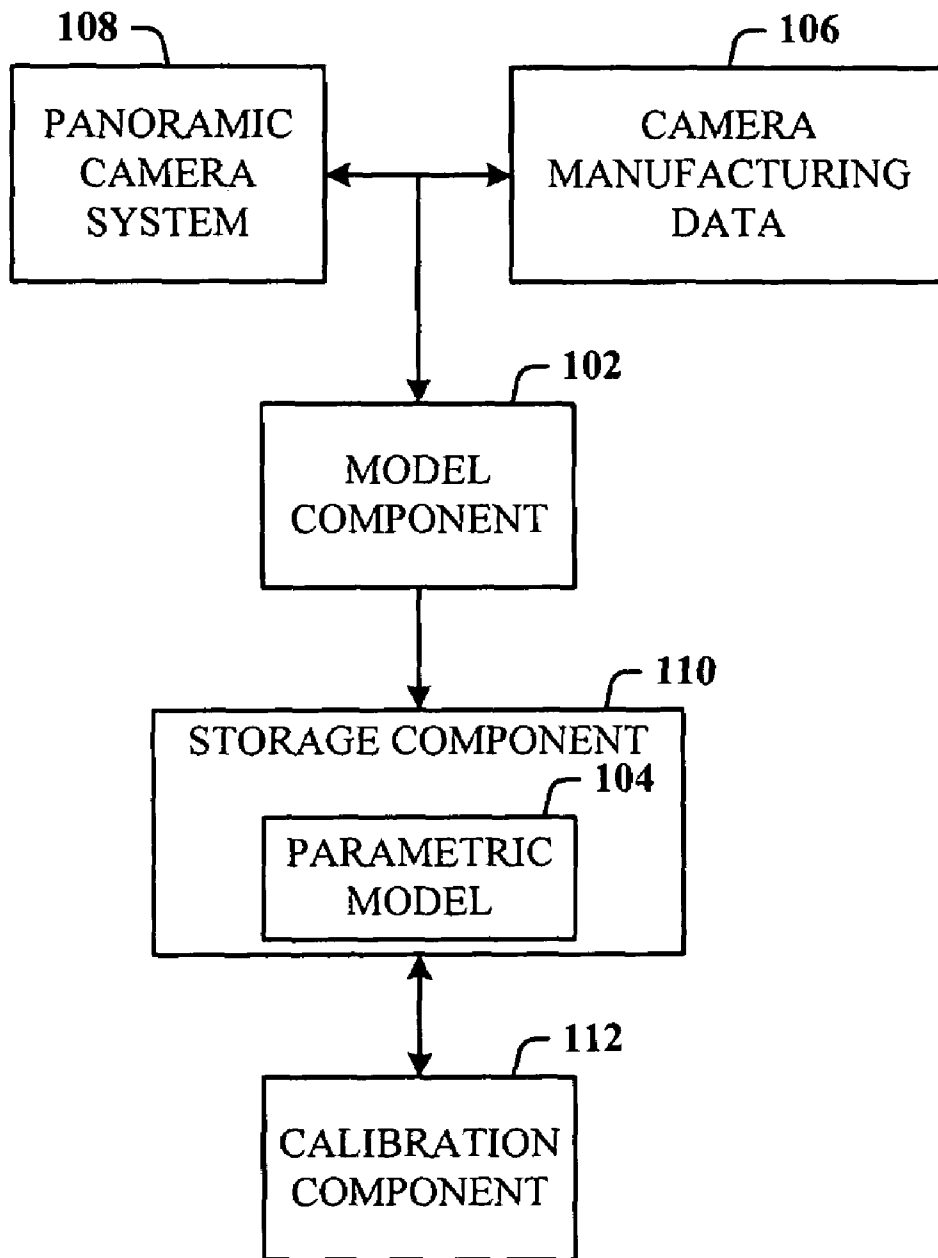 108
106
PANORAMIC
CAMERA
SYSTEM
CAMERA
MANUFACTURING
DATA
102
MODEL
COMPONENT
110
STORAGE COMPONENT
104
PARAMETRIC
MODEL
112
CALIBRATION
COMPONENT